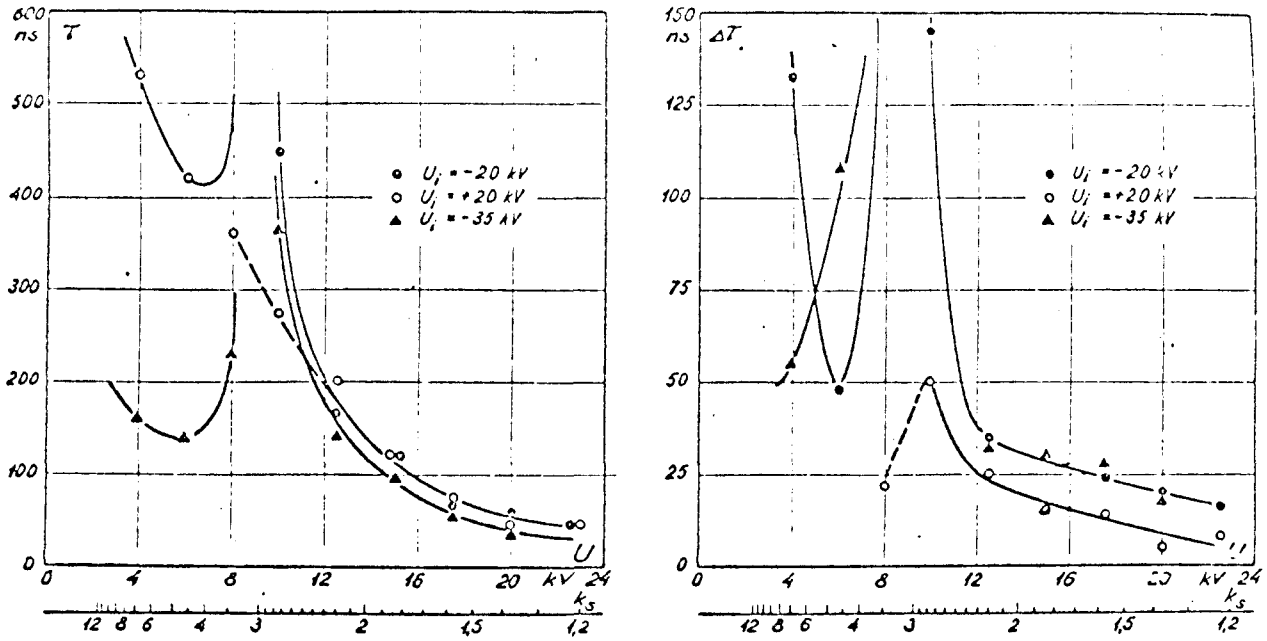 600
ns
τ
500
400
300
200
100
0
U_i = -20 kV
U_i = +20 kV
U_i = -35 kV
4 8 12 16 20 kV 24
U
k_s
12 8 6 4 3 2 1,5 1,2
150
ns
Δτ
125
100
75
50
25
0
U_i = -20 kV
U_i = +20 kV
U_i = -35 kV
4 8 12 16 20 kV 24
U
k_s
12 8 6 4 3 2 1,5 1,2